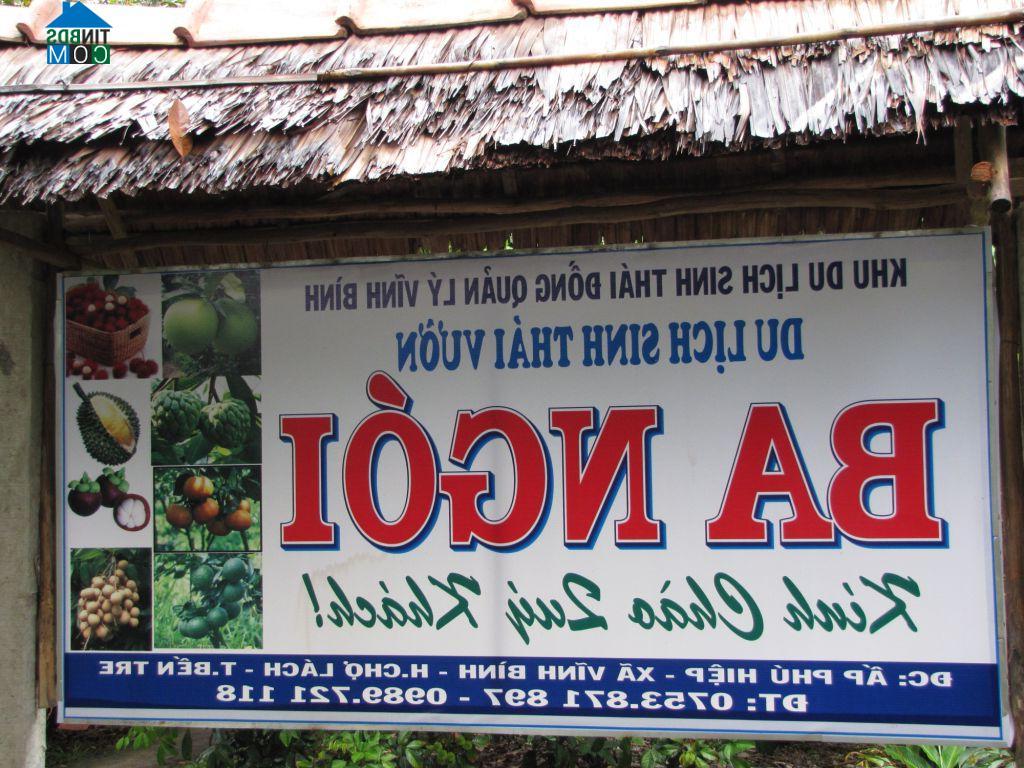 TINBDS
COM
KHU DU LỊCH SINH THÁI ĐỒNG QUẢN LÝ VĨNH BÌNH
DU LỊCH SINH THÁI VƯỜN
BA NGÓI
Kính Chào Quý Khách!
ĐC: ẤP PHÚ HIỆP - XÃ VĨNH BÌNH - H.CHỢ LÁCH - T.BẾN TRE
ĐT: 0753.871 897 - 0989.721 118